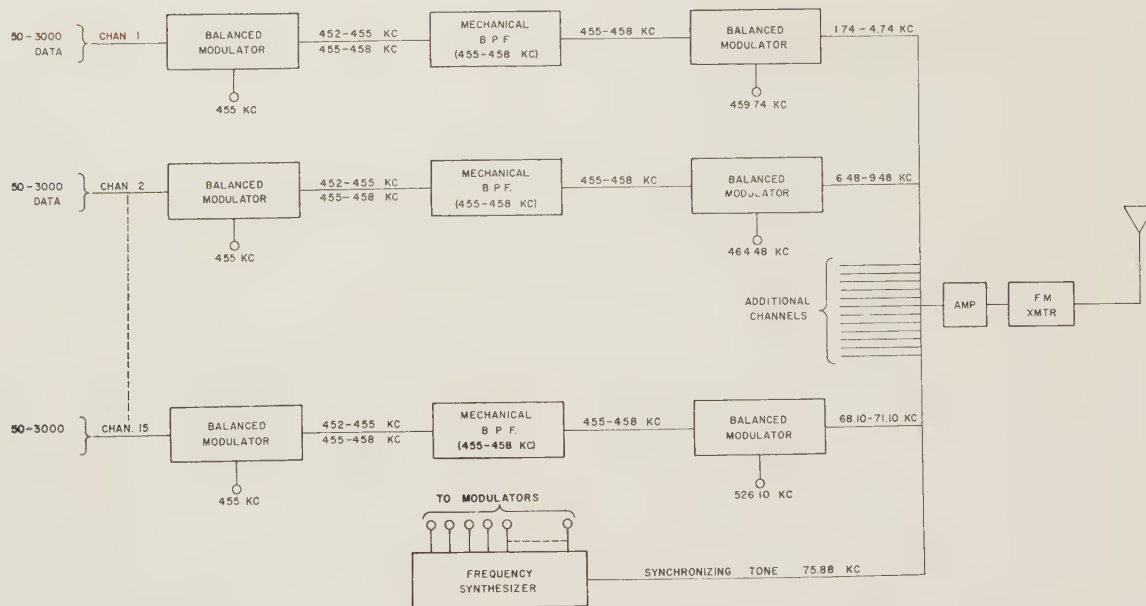 50-3000
DATA
CHAN 1
BALANCED
MODULATOR
455 KC
452-455 KC
455-458 KC
MECHANICAL
B P F
(455-458 KC)
455-458 KC
BALANCED
MODULATOR
459 74 KC
1 74 - 4.74 KC
50-3000
DATA
CHAN. 2
BALANCED
MODULATOR
455 KC
452-455 KC
455-458 KC
MECHANICAL
B P F.
(455-458 KC)
455-458 KC
BALANCED
MODULATOR
464 48 KC
6 48-9 48 KC
ADDITIONAL
CHANNELS
AMP
F M
XMTR
50-3000
CHAN. 15
BALANCED
MODULATOR
455 KC
452-455 KC
455-458 KC
MECHANICAL
B P F.
(455-458 KC)
455-458 KC
BALANCED
MODULATOR
526 10 KC
68.10-71.10 KC
TO MODULATORS
FREQUENCY
SYNTHESIZER
SYNCHRONIZING TONE 75.88 KC